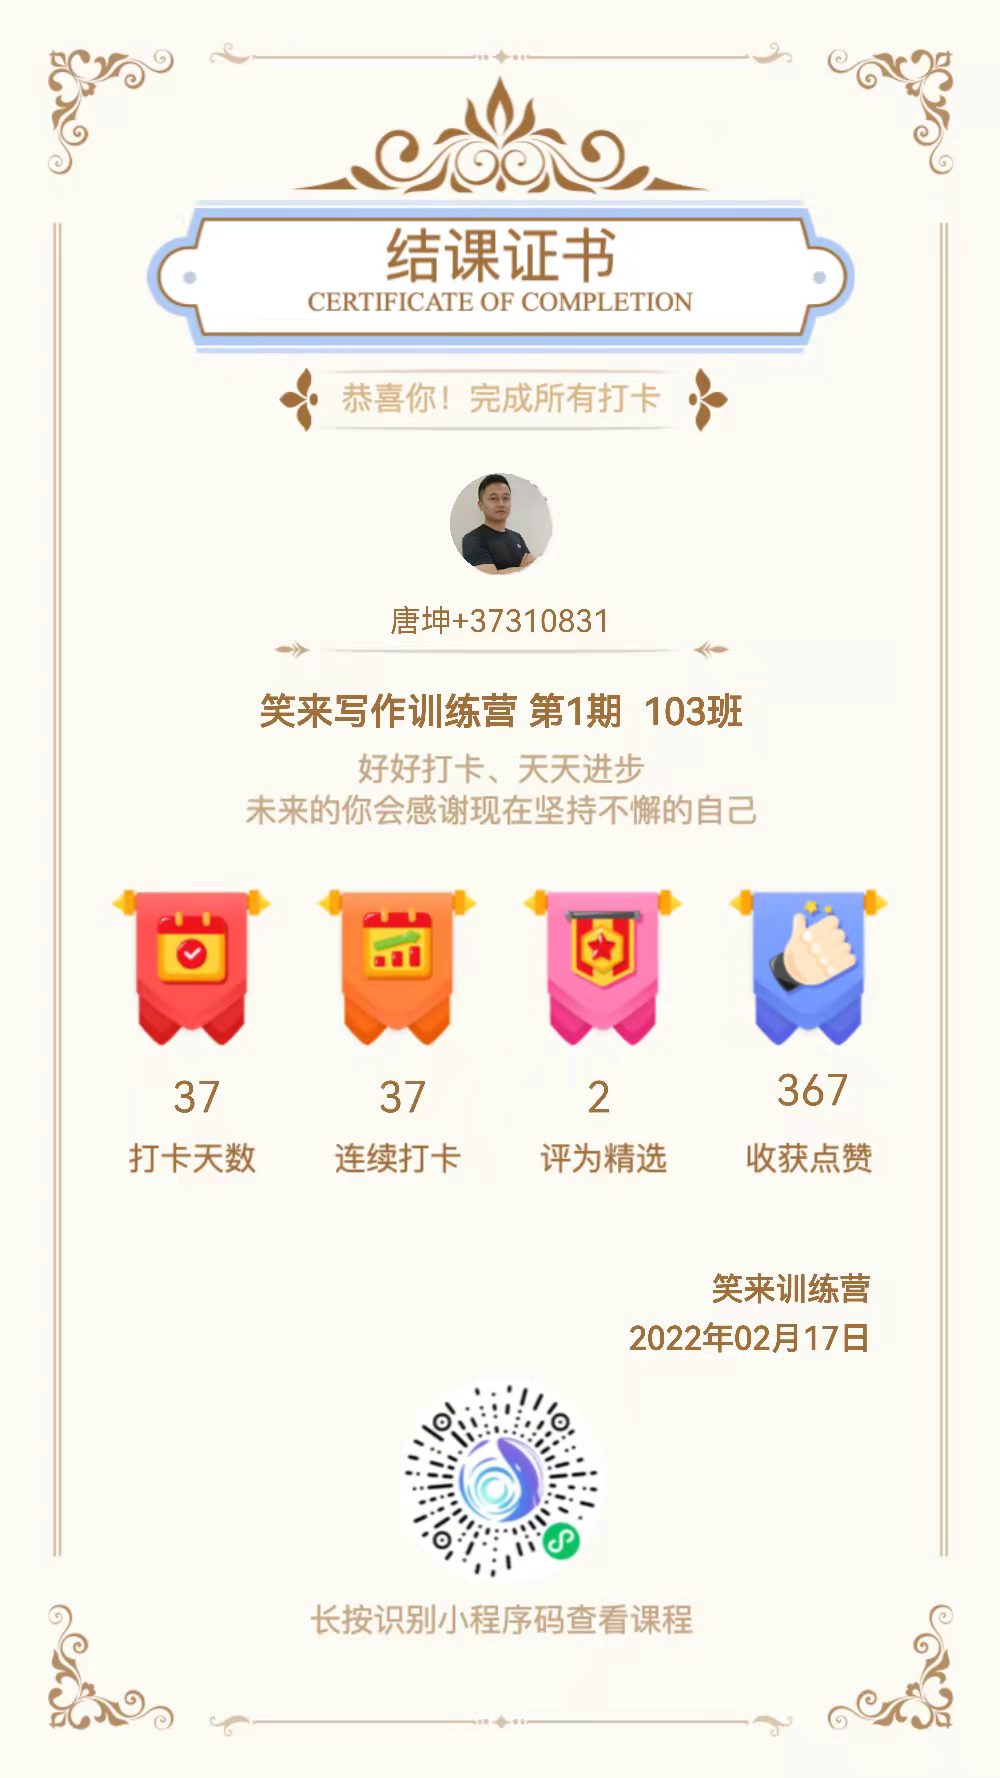 结课证书
CERTIFICATE OF COMPLETION
恭喜你！完成所有打卡
唐坤+37310831
笑来写作训练营 第1期 103班
好好打卡、天天进步
未来的你会感谢现在坚持不懈的自己
37 37 2 367
打卡天数 连续打卡 评为精选 收获点赞
笑来训练营
2022年02月17日
长按识别小程序码查看课程